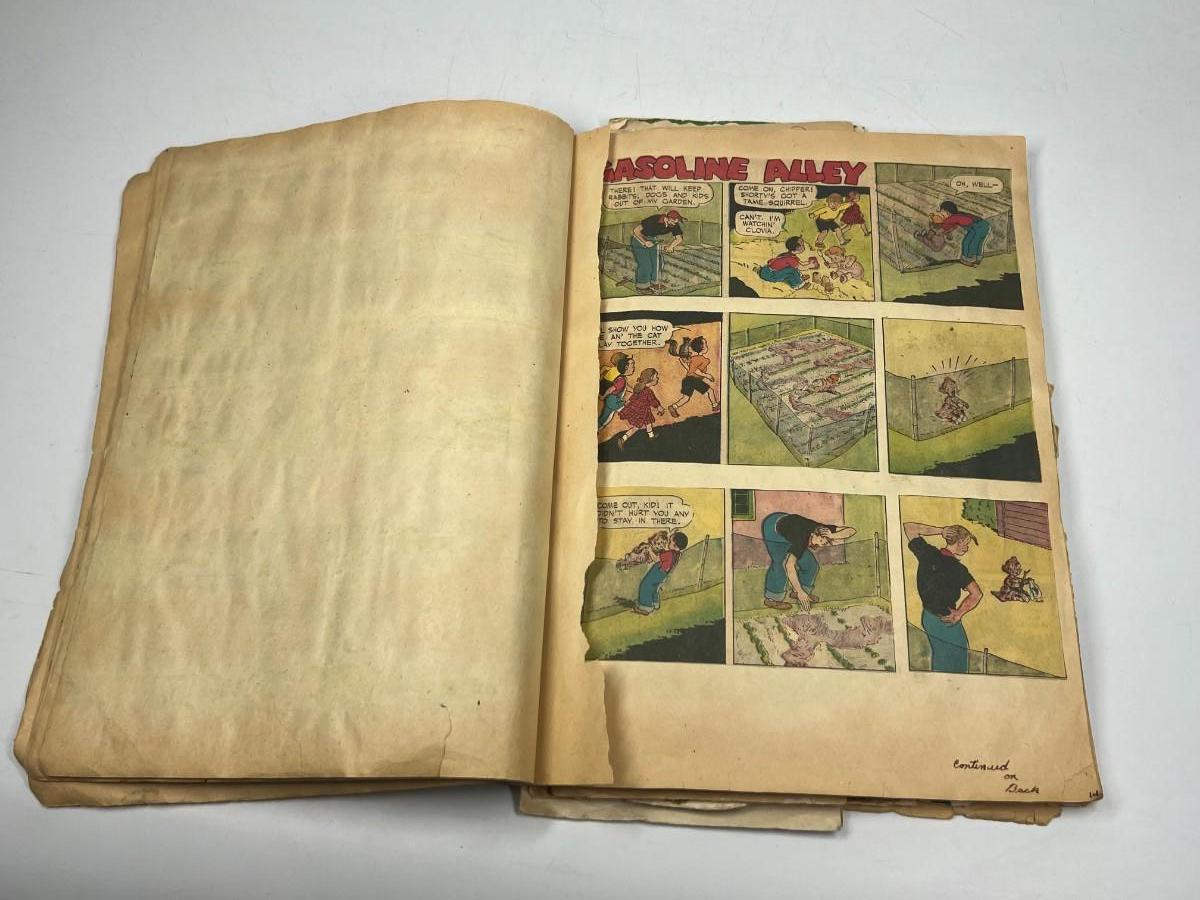 GASOLINE ALLEY
THERE! THAT WILL KEEP
RABBITS, DOGS AND KIDS
OUT OF MY GARDEN.
COME ON, CHIPPER!
SHORTY'S GOT A
TAME SQUIRREL.
CAN'T. I'M
WATCHIN'
CLOVIA.
OH, WELL—
SHOW YOU HOW
AN' THE CAT
TOGETHER.
COME OUT, KID! IT
DIDN'T HURT YOU ANY
TO STAY IN THERE.
Continued
on
Back
14